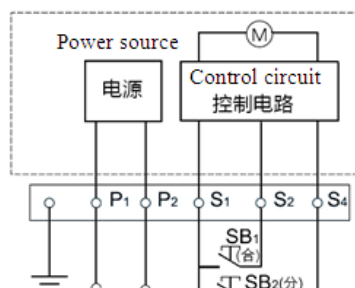 M
Power source
Control circuit
电源
控制电路
P1 P2 S1 S2 S4
SB1
(合)
SB2(分)